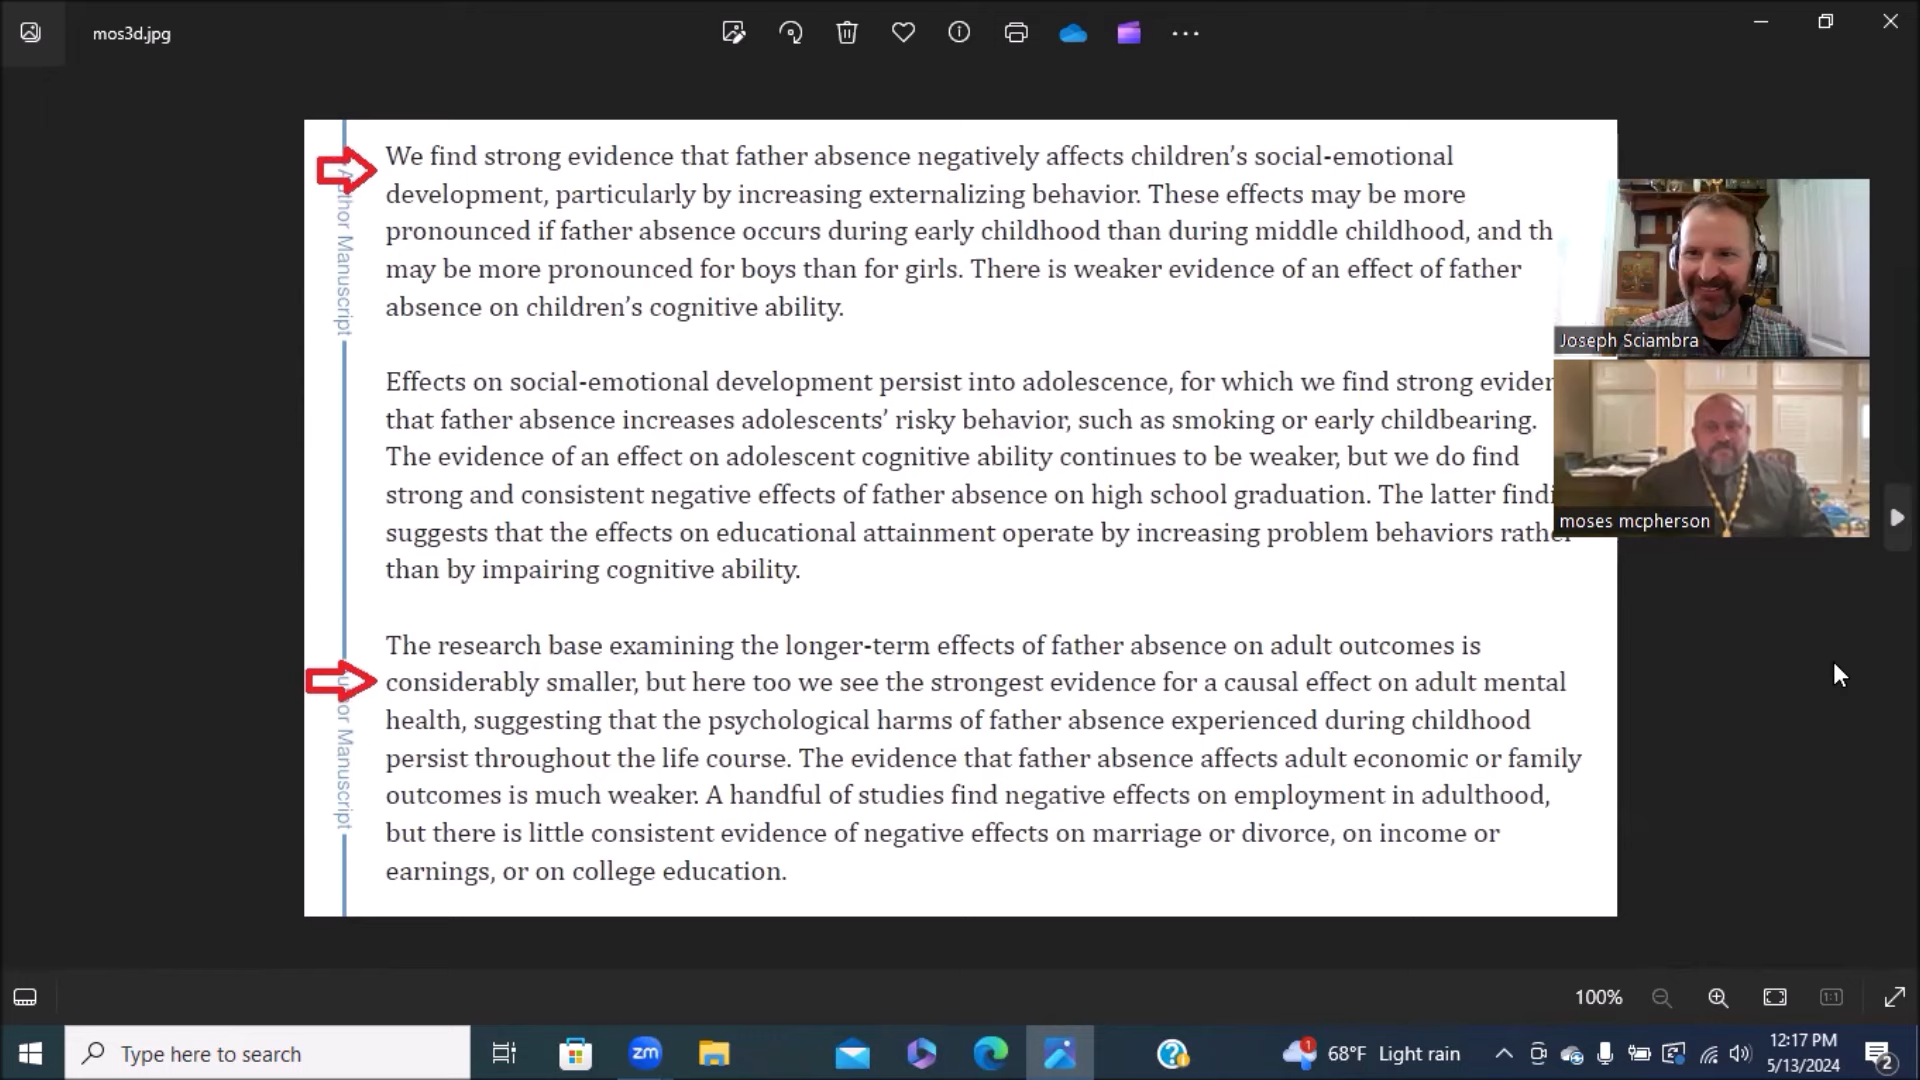 mos3d.jpg
We find strong evidence that father absence negatively affects children's social-emotional
development, particularly by increasing externalizing behavior. These effects may be more
pronounced if father absence occurs during early childhood than during middle childhood, and th
may be more pronounced for boys than for girls. There is weaker evidence of an effect of father
absence on children's cognitive ability.
Effects on social-emotional development persist into adolescence, for which we find strong eviden
that father absence increases adolescents' risky behavior, such as smoking or early childbearing.
The evidence of an effect on adolescent cognitive ability continues to be weaker, but we do find
strong and consistent negative effects of father absence on high school graduation. The latter findi
suggests that the effects on educational attainment operate by increasing problem behaviors rather
than by impairing cognitive ability.
The research base examining the longer-term effects of father absence on adult outcomes is
considerably smaller, but here too we see the strongest evidence for a causal effect on adult mental
health, suggesting that the psychological harms of father absence experienced during childhood
persist throughout the life course. The evidence that father absence affects adult economic or family
outcomes is much weaker. A handful of studies find negative effects on employment in adulthood,
but there is little consistent evidence of negative effects on marriage or divorce, on income or
earnings, or on college education.
Author Manuscript
Author Manuscript
Joseph Sciambra
moses mcpherson
100%
1:1
Type here to search
zm
1
68°F Light rain
12:17 PM
5/13/2024
2